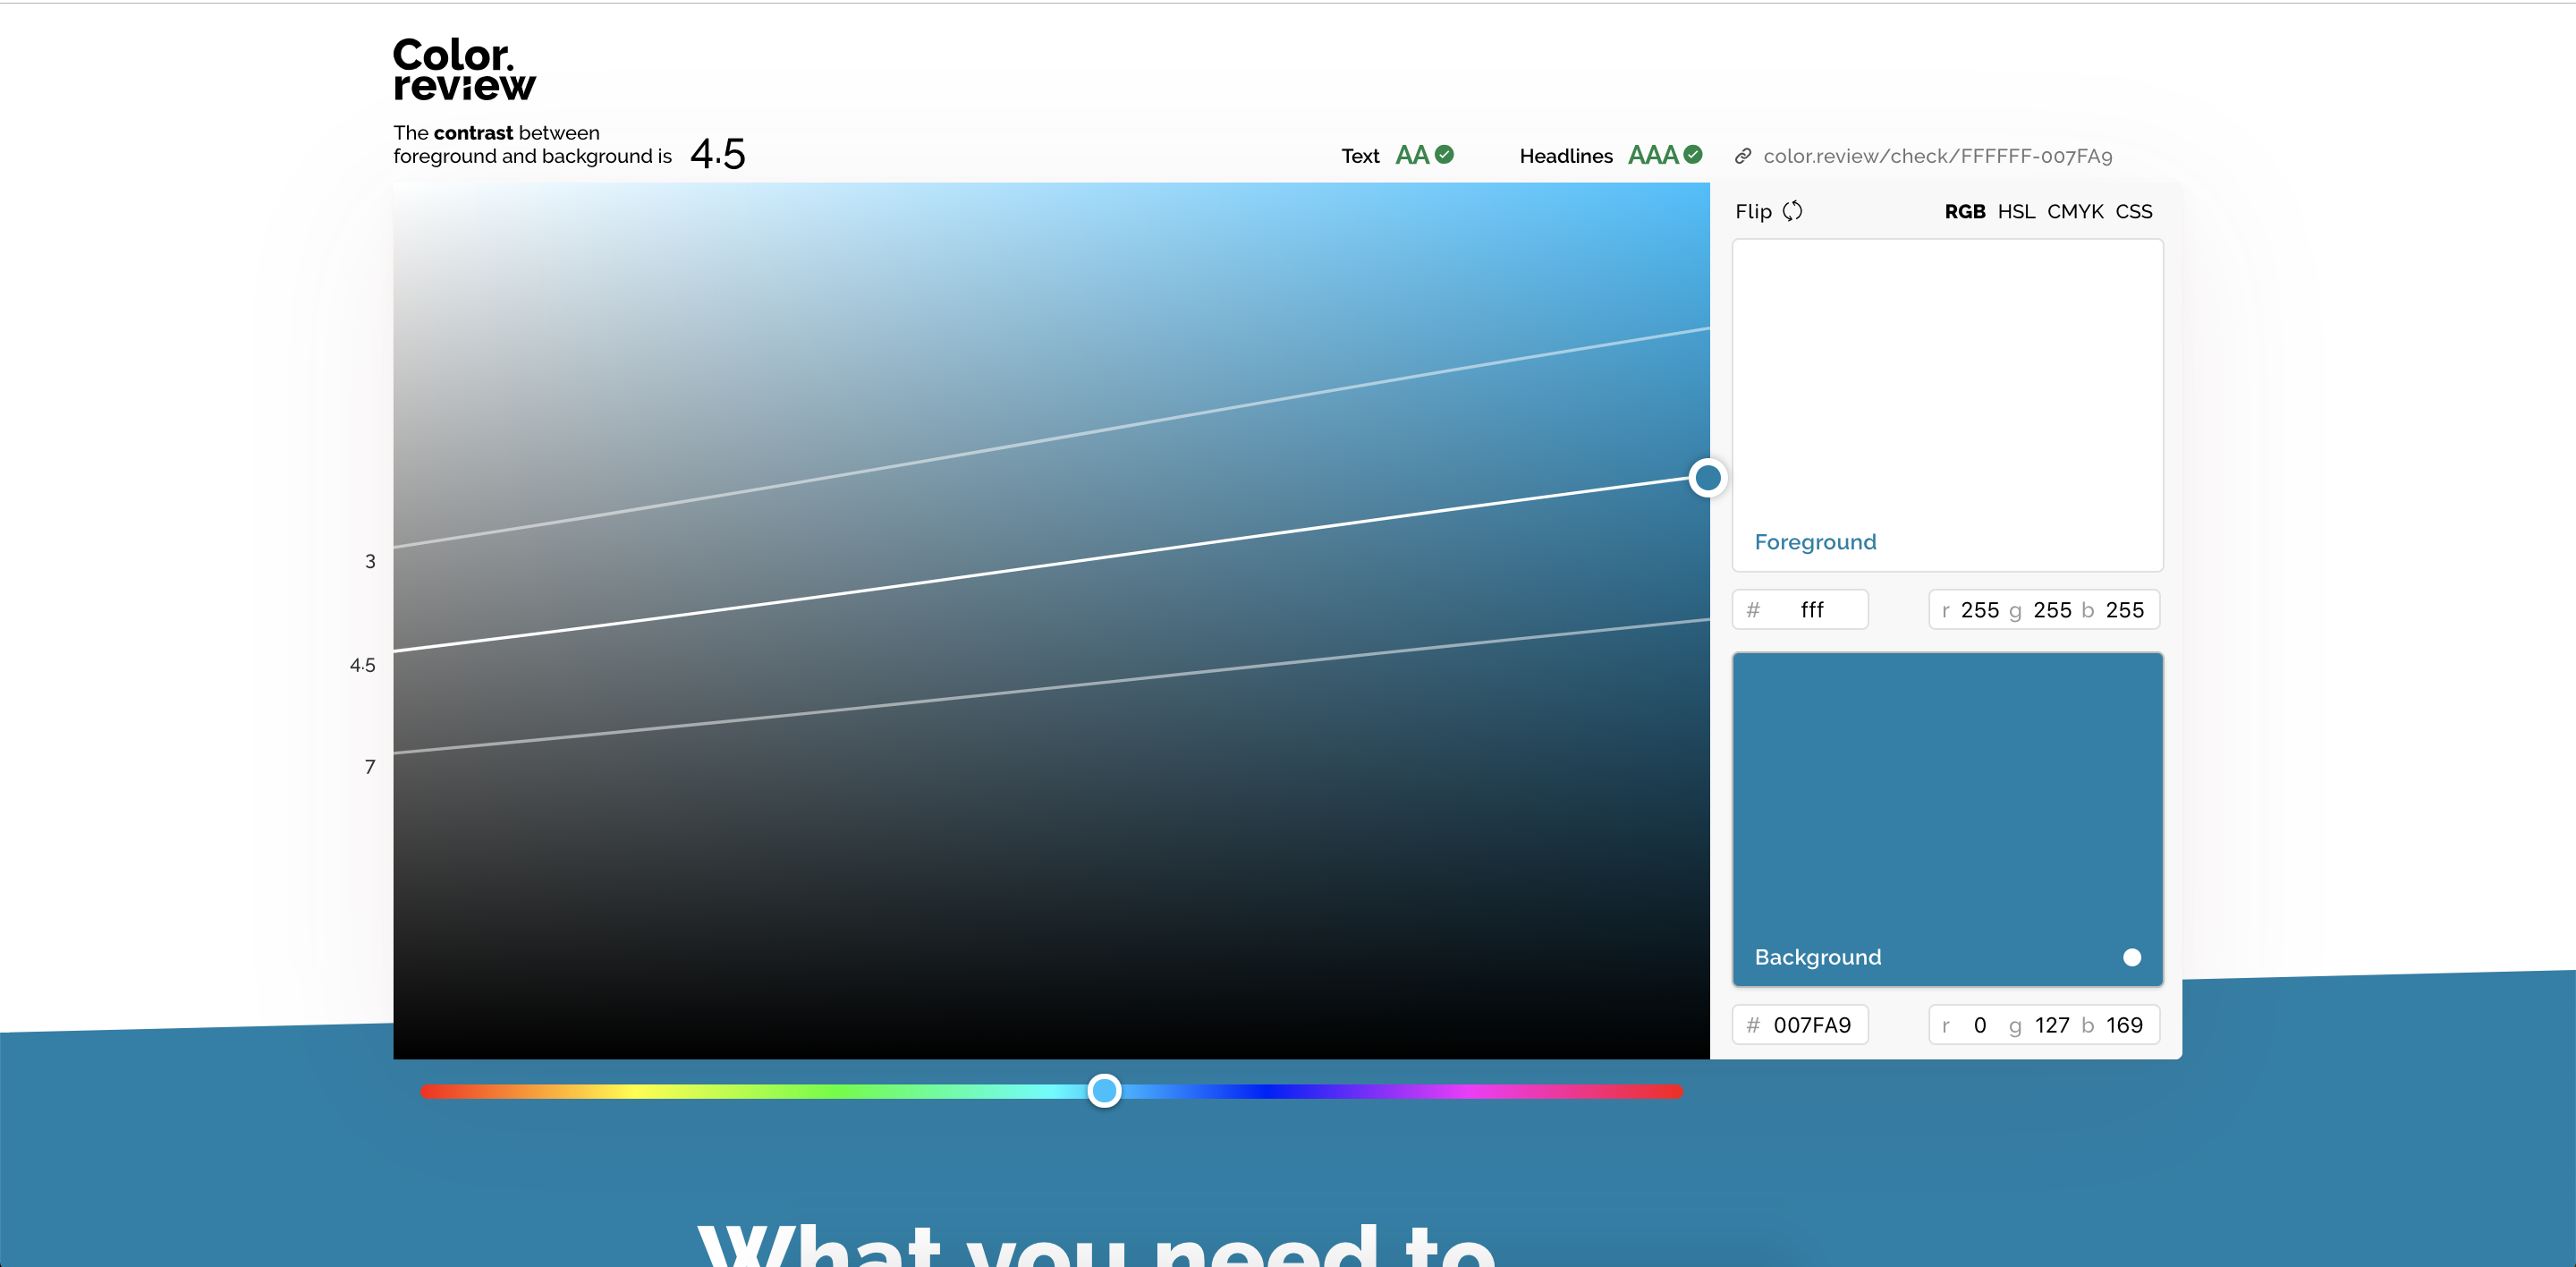 Color.
review
The contrast between
foreground and background is 4.5
Text AA
Headlines AAA
color.review/check/FFFFFF-007FA9
Flip
RGB HSL CMYK CSS
3
4.5
7
Foreground
# fff
r 255 g 255 b 255
Background
# 007FA9
r 0 g 127 b 169
What you need to